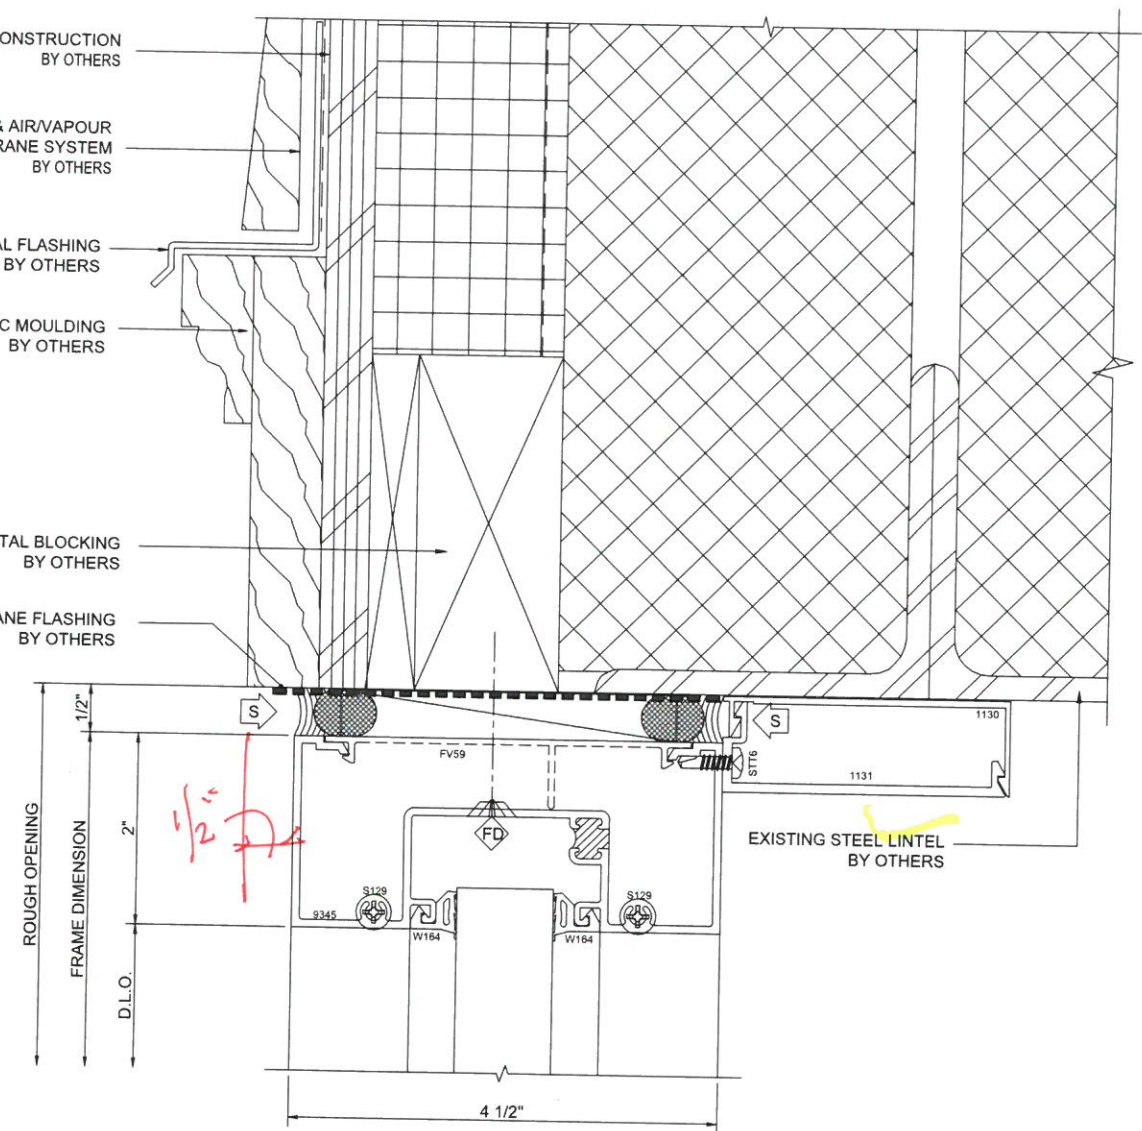 ONSTRUCTION
BY OTHERS
& AIR/VAPOUR
RANE SYSTEM
BY OTHERS
AL FLASHING
BY OTHERS
C MOULDING
BY OTHERS
TAL BLOCKING
BY OTHERS
ANE FLASHING
BY OTHERS
1/2"
S
S
1130
FV59
STT6
1131
1/2"
2"
FD
EXISTING STEEL LINTEL
BY OTHERS
ROUGH OPENING
FRAME DIMENSION
S129
S129
9345
W164
W164
D.L.O.
4 1/2"